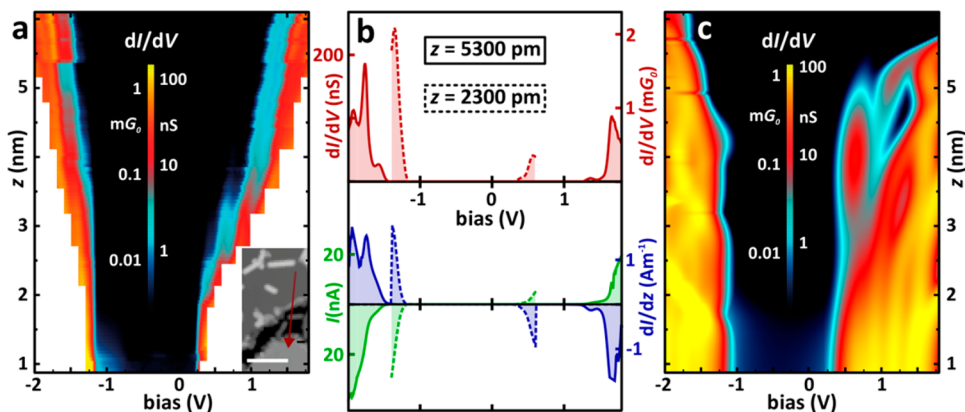 a
dI/dV
1
100
mG₀
nS
0.1
10
0.01
1
z (nm)
5
4
3
2
1
-2
-1
0
1
bias (V)
b
z = 5300 pm
z = 2300 pm
dI/dV (nS)
200
2
1
dI/dV (mG₀)
-1
0
1
bias (V)
I(nA)
20
20
1
-1
dI/dz (Am⁻¹)
c
dI/dV
1
100
mG₀
nS
0.1
10
0.01
1
5
4
3
2
1
z (nm)
-2
-1
0
1
bias (V)